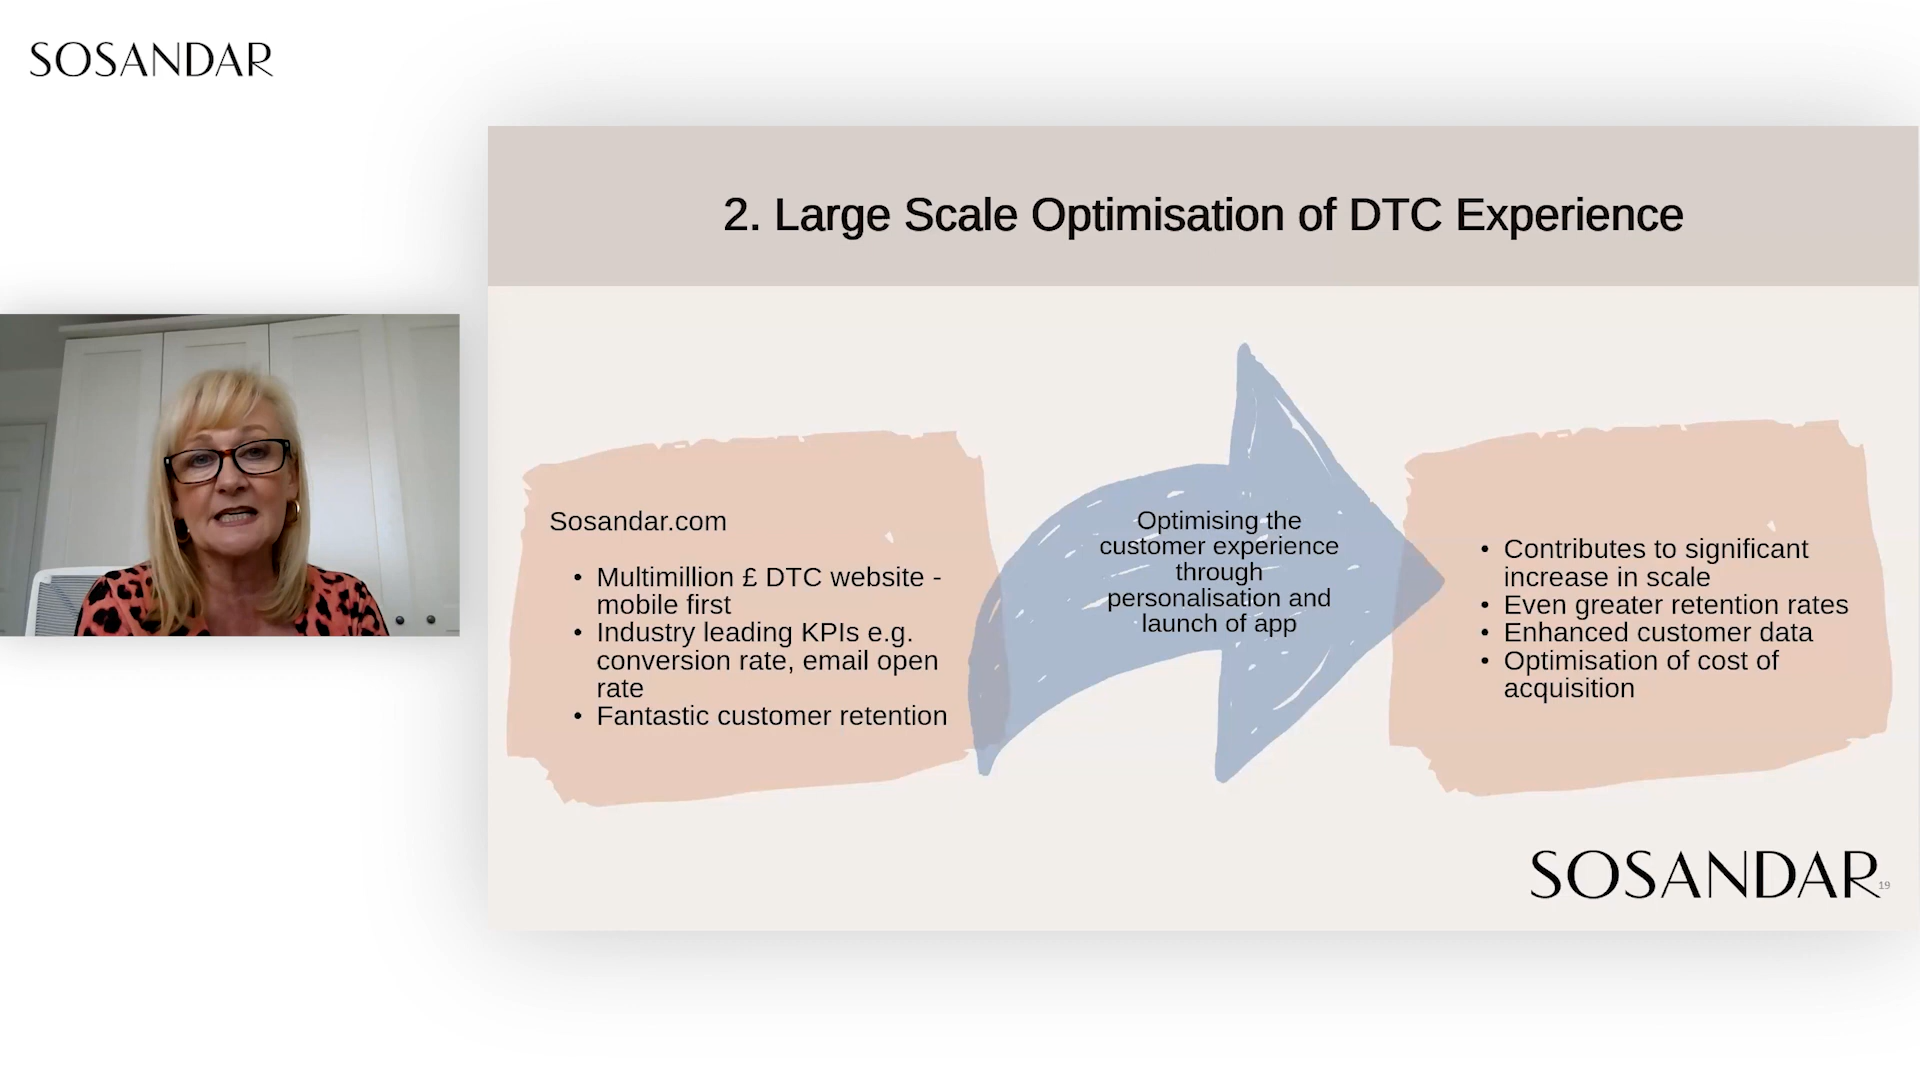 SOSANDAR
2. Large Scale Optimisation of DTC Experience
Sosandar.com
• Multimillion £ DTC website -
mobile first
• Industry leading KPIs e.g.
conversion rate, email open
rate
• Fantastic customer retention
Optimising the
customer experience
through
personalisation and
launch of app
• Contributes to significant
increase in scale
• Even greater retention rates
• Enhanced customer data
• Optimisation of cost of
acquisition
SOSANDAR
19